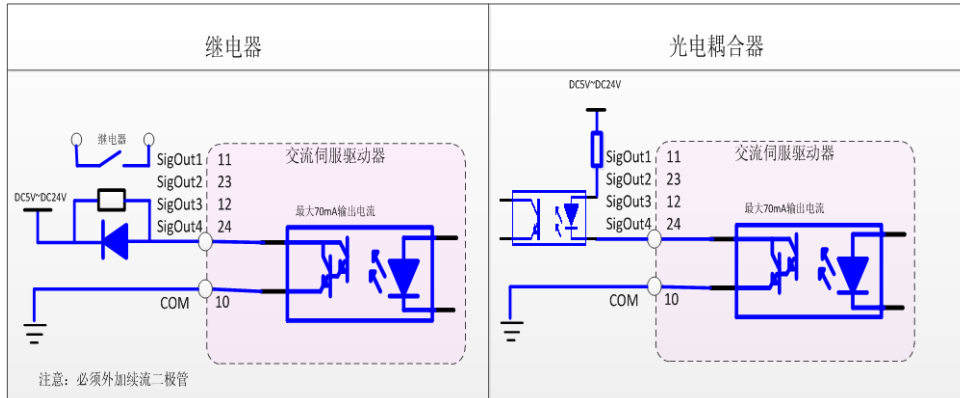 继电器
光电耦合器
继电器
DC5V~DC24V
SigOut1 11
SigOut2 23
SigOut3 12
SigOut4 24
COM 10
交流伺服驱动器
最大70mA输出电流
注意：必须外加续流二极管
DC5V~DC24V
SigOut1 11
SigOut2 23
SigOut3 12
SigOut4 24
COM 10
交流伺服驱动器
最大70mA输出电流